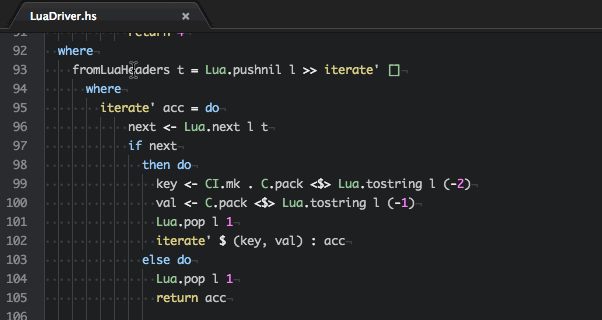 LuaDriver.hs ×
92 where
93 fromLuaHeaders t = Lua.pushnil l >> iterate' []
94 where
95 iterate' acc = do
96 next <- Lua.next l t
97 if next
98 then do
99 key <- CI.mk . C.pack <$> Lua.tostring l (-2)
100 val <- C.pack <$> Lua.tostring l (-1)
101 Lua.pop l 1
102 iterate' $ (key, val) : acc
103 else do
104 Lua.pop l 1
105 return acc
106